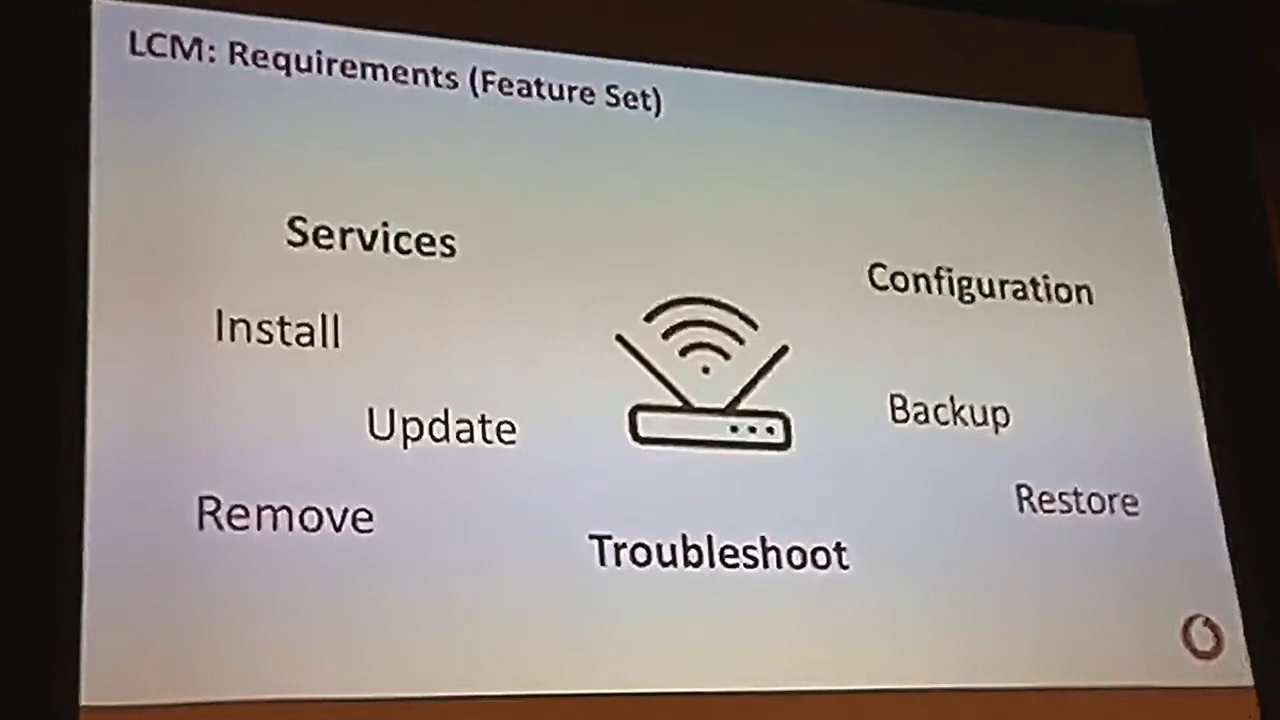 LCM: Requirements (Feature Set)
Services
Install
Update
Remove
Troubleshoot
Configuration
Backup
Restore